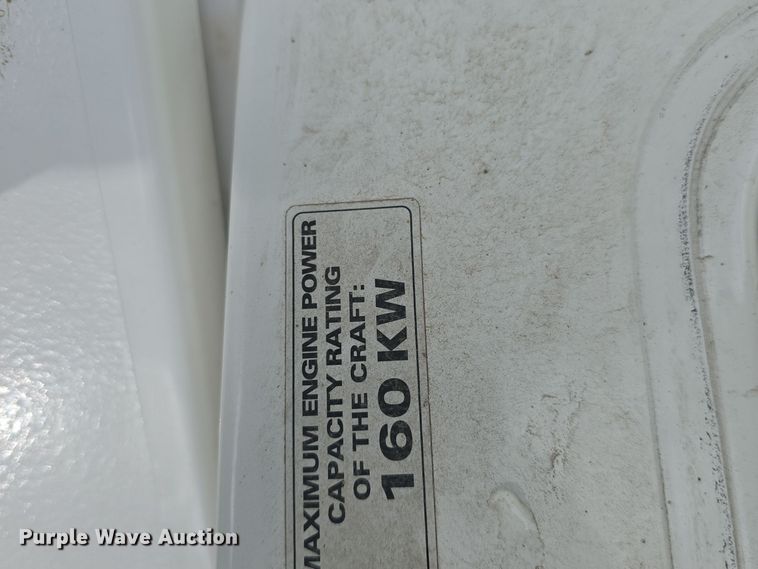 MAXIMUM ENGINE POWER
CAPACITY RATING
OF THE CRAFT:
160 KW
Purple Wave Auction